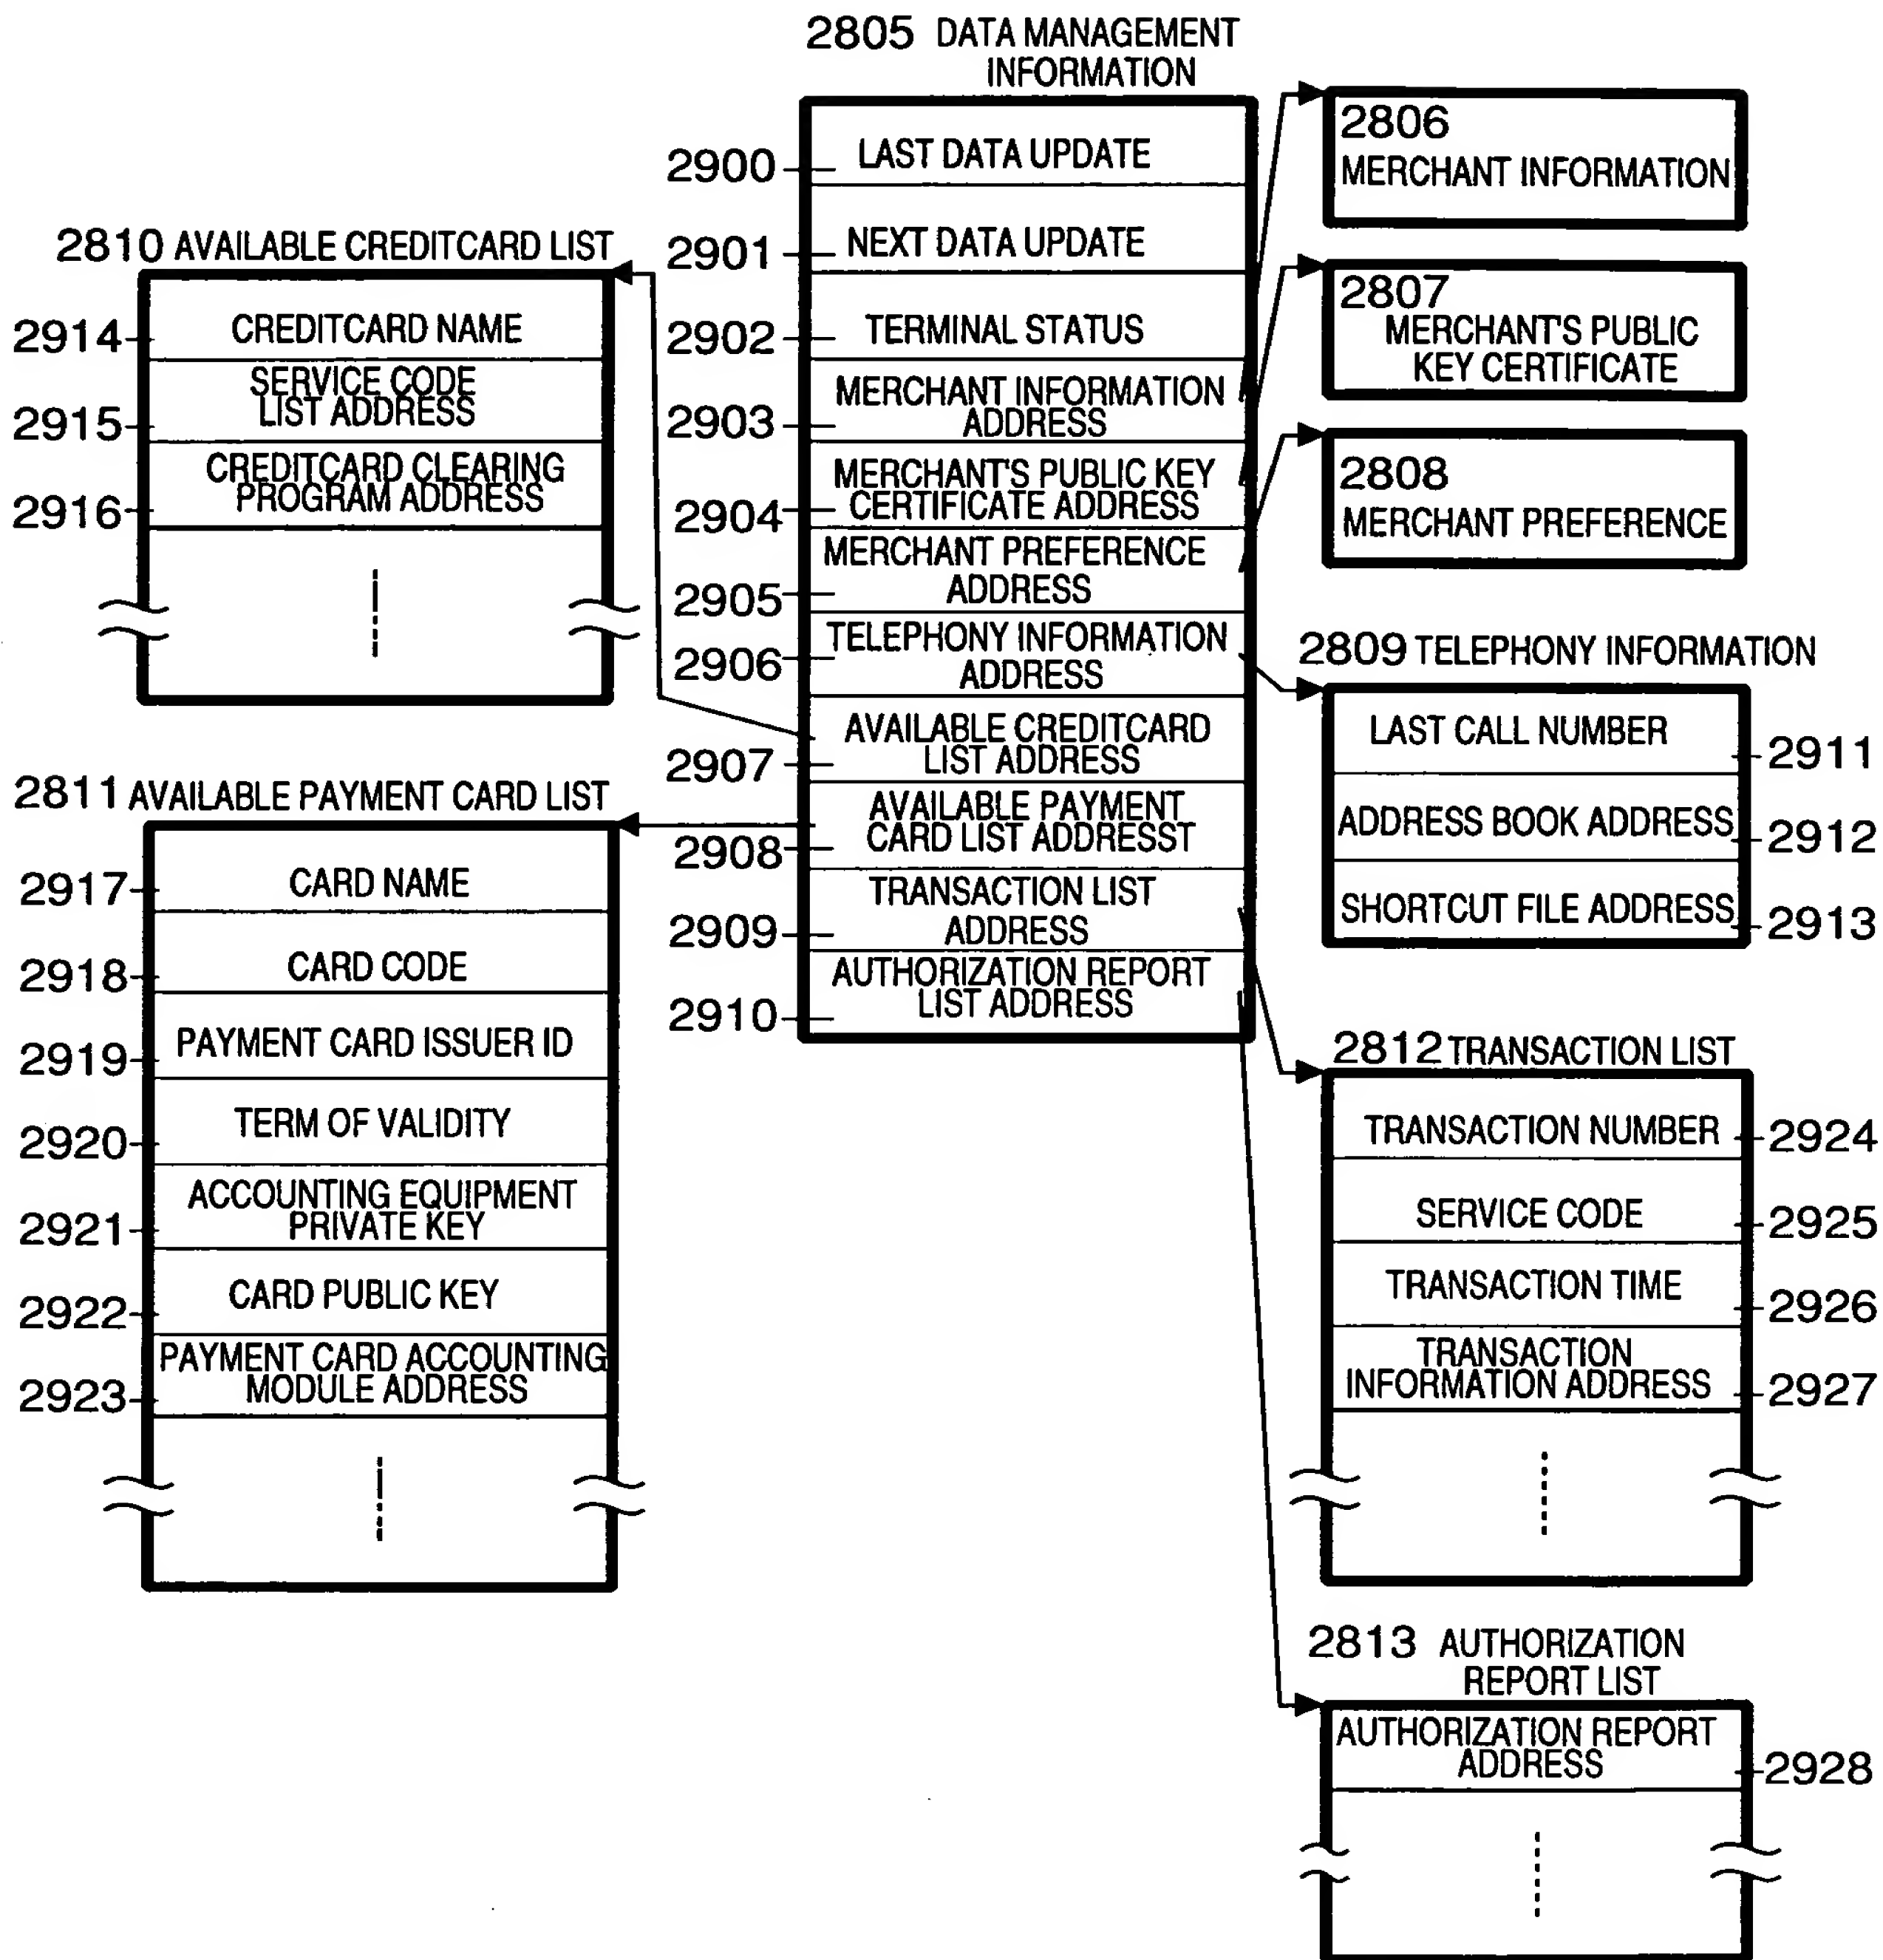 2805 DATA MANAGEMENT
INFORMATION
2900 LAST DATA UPDATE
2901 NEXT DATA UPDATE
2902 TERMINAL STATUS
2903 MERCHANT INFORMATION
ADDRESS
2904 MERCHANT'S PUBLIC KEY
CERTIFICATE ADDRESS
2905 MERCHANT PREFERENCE
ADDRESS
2906 TELEPHONY INFORMATION
ADDRESS
2907 AVAILABLE CREDITCARD
LIST ADDRESS
2908 AVAILABLE PAYMENT
CARD LIST ADDRESST
2909 TRANSACTION LIST
ADDRESS
2910 AUTHORIZATION REPORT
LIST ADDRESS
2810 AVAILABLE CREDITCARD LIST
2914 CREDITCARD NAME
2915 SERVICE CODE
LIST ADDRESS
2916 CREDITCARD CLEARING
PROGRAM ADDRESS
2811 AVAILABLE PAYMENT CARD LIST
2917 CARD NAME
2918 CARD CODE
2919 PAYMENT CARD ISSUER ID
2920 TERM OF VALIDITY
2921 ACCOUNTING EQUIPMENT
PRIVATE KEY
2922 CARD PUBLIC KEY
2923 PAYMENT CARD ACCOUNTING
MODULE ADDRESS
2806
MERCHANT INFORMATION
2807
MERCHANT'S PUBLIC
KEY CERTIFICATE
2808
MERCHANT PREFERENCE
2809 TELEPHONY INFORMATION
LAST CALL NUMBER 2911
ADDRESS BOOK ADDRESS 2912
SHORTCUT FILE ADDRESS 2913
2812 TRANSACTION LIST
TRANSACTION NUMBER 2924
SERVICE CODE 2925
TRANSACTION TIME 2926
TRANSACTION
INFORMATION ADDRESS 2927
2813 AUTHORIZATION
REPORT LIST
AUTHORIZATION REPORT
ADDRESS 2928